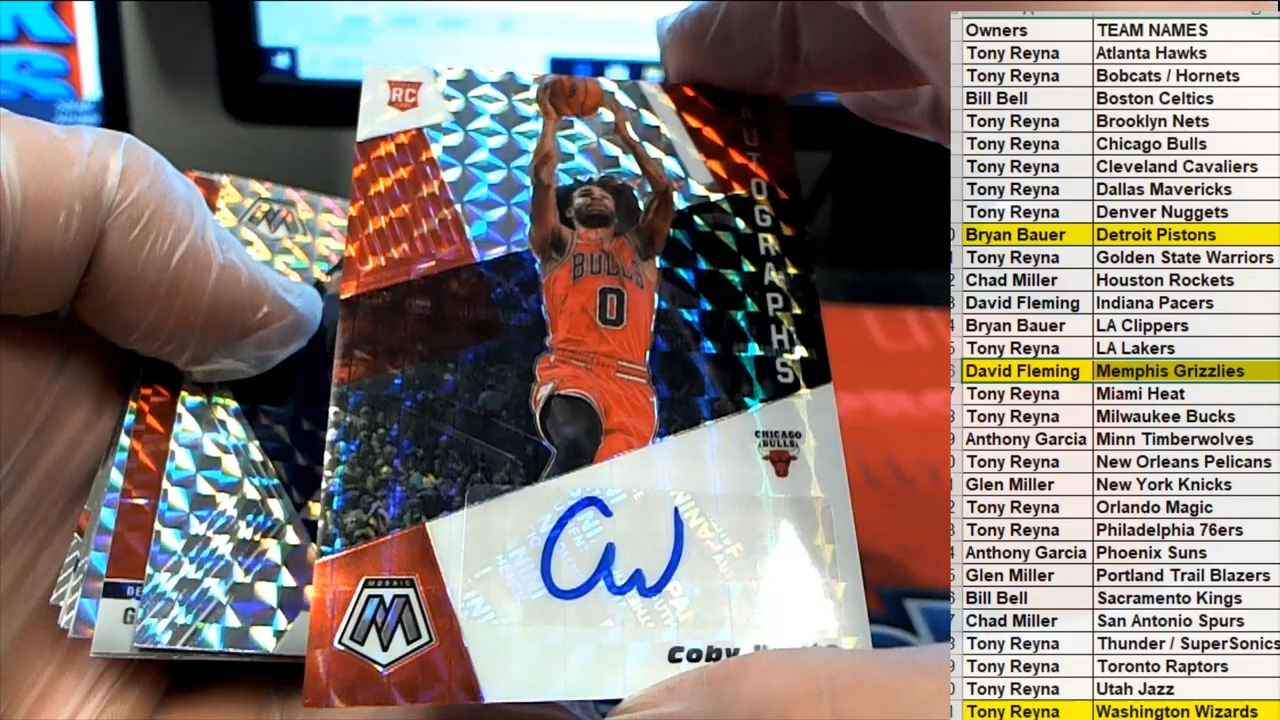 RC
AUTOGRAPHS
BULLS
0
CHICAGO
BULLS
CW
MOSAIC
M
Coby
DE
G
Owners TEAM NAMES
Tony Reyna Atlanta Hawks
Tony Reyna Bobcats / Hornets
Bill Bell Boston Celtics
Tony Reyna Brooklyn Nets
Tony Reyna Chicago Bulls
Tony Reyna Cleveland Cavaliers
Tony Reyna Dallas Mavericks
Tony Reyna Denver Nuggets
Bryan Bauer Detroit Pistons
Tony Reyna Golden State Warriors
Chad Miller Houston Rockets
David Fleming Indiana Pacers
Bryan Bauer LA Clippers
Tony Reyna LA Lakers
David Fleming Memphis Grizzlies
Tony Reyna Miami Heat
Tony Reyna Milwaukee Bucks
Anthony Garcia Minn Timberwolves
Tony Reyna New Orleans Pelicans
Glen Miller New York Knicks
Tony Reyna Orlando Magic
Tony Reyna Philadelphia 76ers
Anthony Garcia Phoenix Suns
Glen Miller Portland Trail Blazers
Bill Bell Sacramento Kings
Chad Miller San Antonio Spurs
Tony Reyna Thunder / SuperSonics
Tony Reyna Toronto Raptors
Tony Reyna Utah Jazz
Tony Reyna Washington Wizards